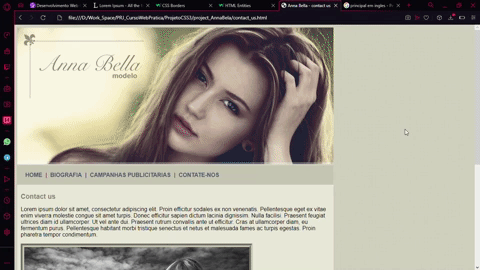 Desenvolvimento Web
Lorem Ipsum - All the
CSS Borders
HTML Entities
Anna Bella - contact us
principal em ingles - P
file:///D:/Work_Space/PRJ_CursoWebPratica/ProjetoCSS3/project_AnnaBela/contact_us.html
Anna Bella
modelo
HOME | BIOGRAFIA | CAMPANHAS PUBLICITARIAS | CONTATE-NOS
Contact us
Lorem ipsum dolor sit amet, consectetur adipiscing elit. Proin efficitur sodales ex non venenatis. Pellentesque eget ex vitae
enim viverra molestie congue sit amet turpis. Donec efficitur sapien dictum lacinia dignissim. Nulla facilisi. Praesent feugiat
ultrices diam id ullamcorper. Ut vel ante dui. Praesent rutrum convallis ante ut efficitur. Cras at ullamcorper diam, eu
fermentum purus. Pellentesque habitant morbi tristique senectus et netus et malesuada fames ac turpis egestas. Proin
pharetra tempor condimentum.